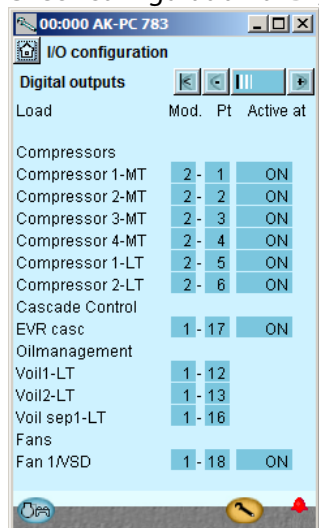 00:000 AK-PC 783
I/O configuration
Digital outputs
Load Mod. Pt Active at
Compressors
Compressor 1-MT 2 - 1 ON
Compressor 2-MT 2 - 2 ON
Compressor 3-MT 2 - 3 ON
Compressor 4-MT 2 - 4 ON
Compressor 1-LT 2 - 5 ON
Compressor 2-LT 2 - 6 ON
Cascade Control
EVR casc 1 - 17 ON
Oilmanagement
Voil1-LT 1 - 12
Voil2-LT 1 - 13
Voil sep1-LT 1 - 16
Fans
Fan 1/VSD 1 - 18 ON